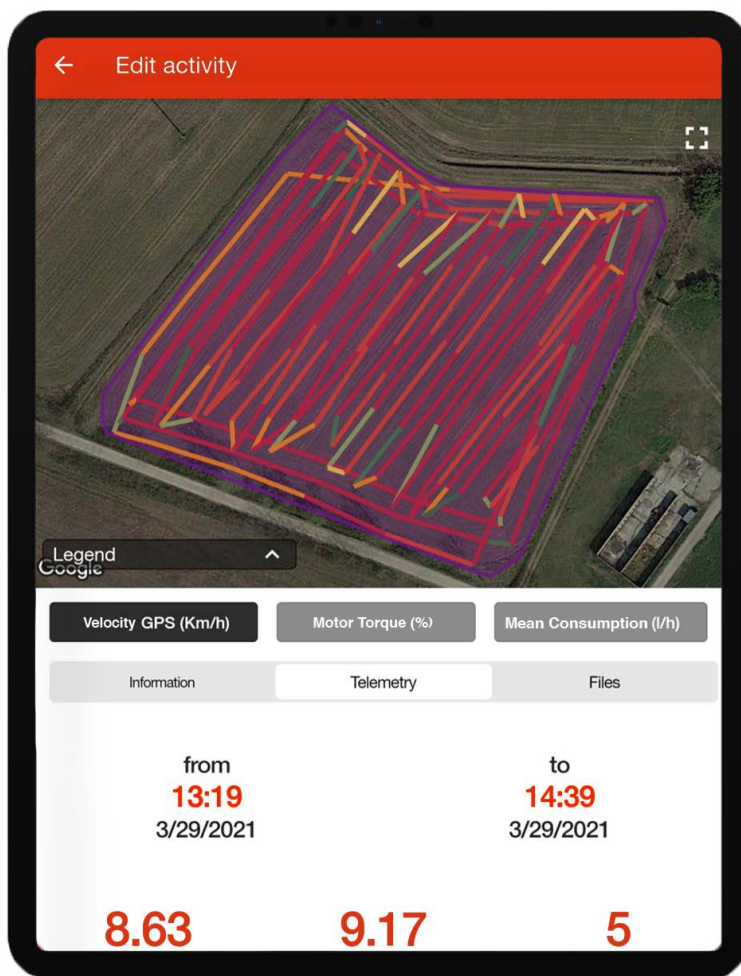 Edit activity
Legend
Google
Velocity GPS (Km/h)
Motor Torque (%)
Mean Consumption (l/h)
Information
Telemetry
Files
from
to
13:19
14:39
3/29/2021
3/29/2021
8.63
9.17
5